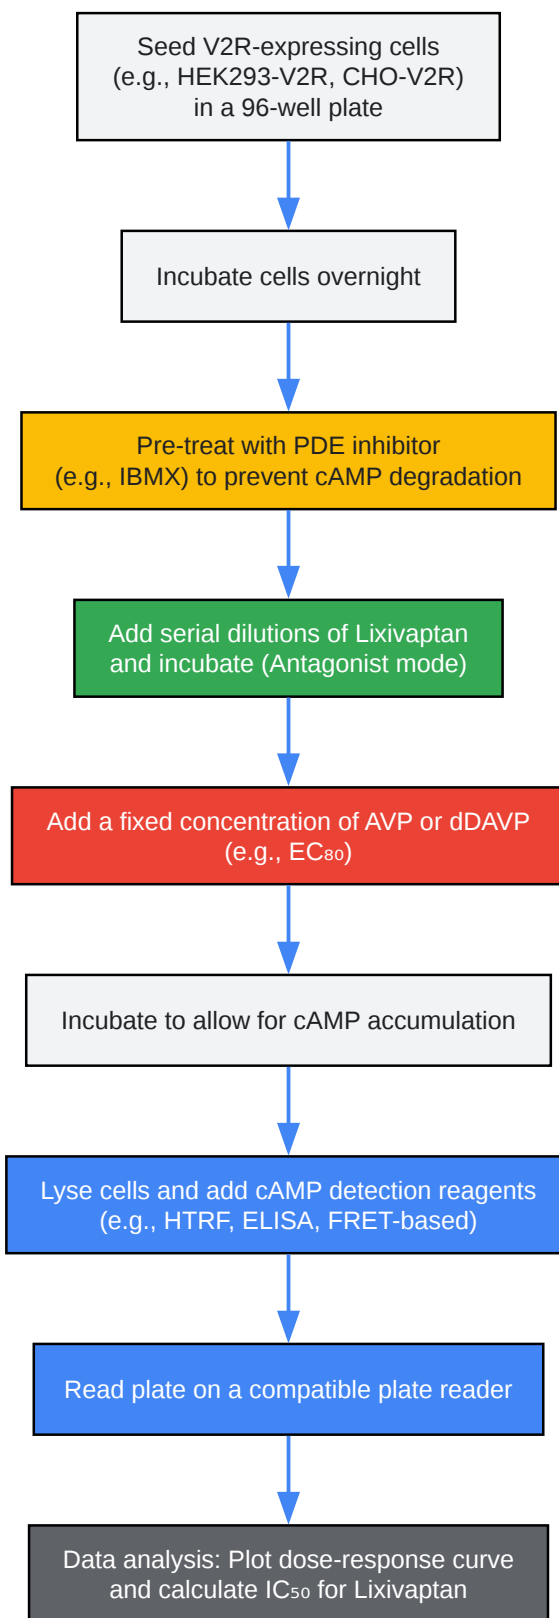 Seed V2R-expressing cells
(e.g., HEK293-V2R, CHO-V2R)
in a 96-well plate
Incubate cells overnight
Pre-treat with PDE inhibitor
(e.g., IBMX) to prevent cAMP degradation
Add serial dilutions of Lixivaptan
and incubate (Antagonist mode)
Add a fixed concentration of AVP or dDAVP
(e.g., EC₈₀)
Incubate to allow for cAMP accumulation
Lyse cells and add cAMP detection reagents
(e.g., HTRF, ELISA, FRET-based)
Read plate on a compatible plate reader
Data analysis: Plot dose-response curve
and calculate IC₅₀ for Lixivaptan